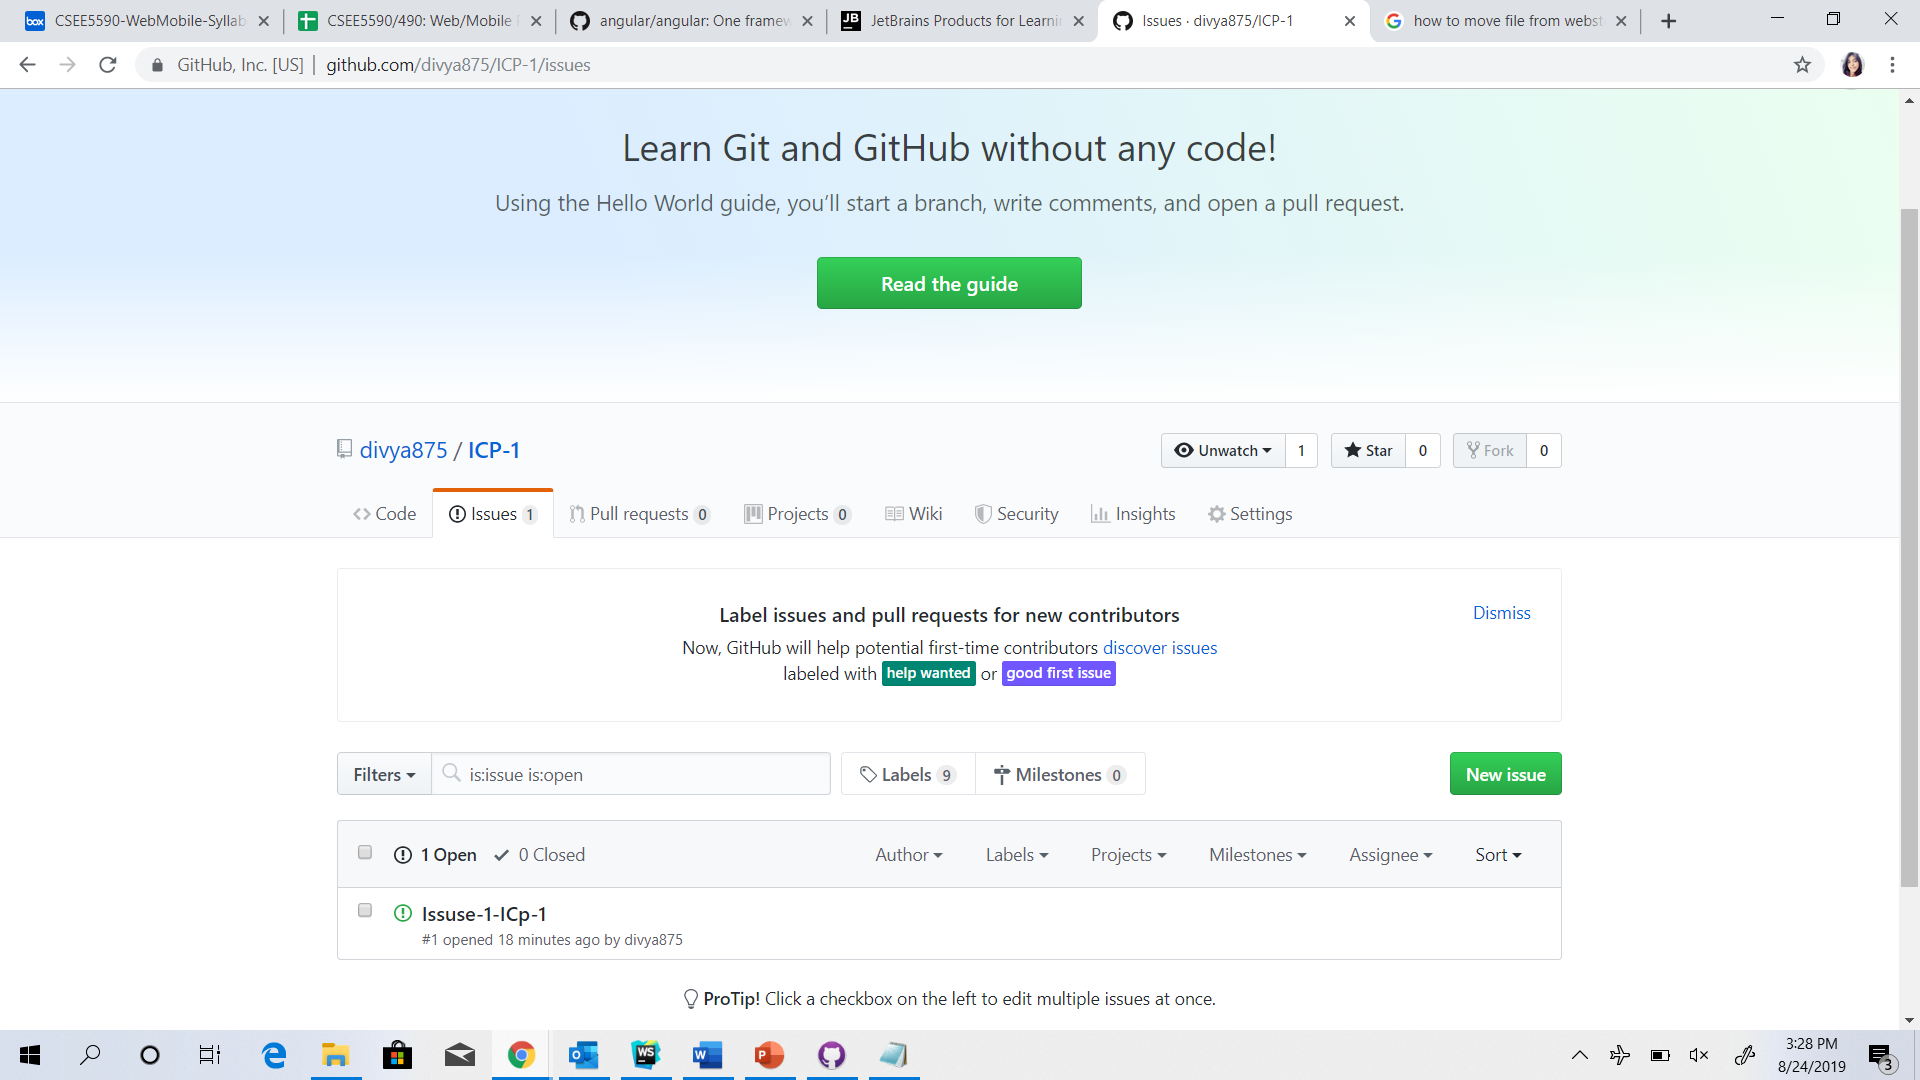 box CSEE5590-WebMobile-Syllab
CSEE5590/490: Web/Mobile P
angular/angular: One framew
JB JetBrains Products for Learni
Issues · divya875/ICP-1
how to move file from webst
GitHub, Inc. [US] | github.com/divya875/ICP-1/issues
Learn Git and GitHub without any code!
Using the Hello World guide, you’ll start a branch, write comments, and open a pull request.
Read the guide
divya875 / ICP-1
Unwatch 1
Star 0
Fork 0
Code
Issues 1
Pull requests 0
Projects 0
Wiki
Security
Insights
Settings
Label issues and pull requests for new contributors
Dismiss
Now, GitHub will help potential first-time contributors discover issues
labeled with help wanted or good first issue
Filters
is:issue is:open
Labels 9
Milestones 0
New issue
1 Open
0 Closed
Author
Labels
Projects
Milestones
Assignee
Sort
Issuse-1-ICp-1
#1 opened 18 minutes ago by divya875
ProTip! Click a checkbox on the left to edit multiple issues at once.
WS
W
P
3:28 PM
8/24/2019
3